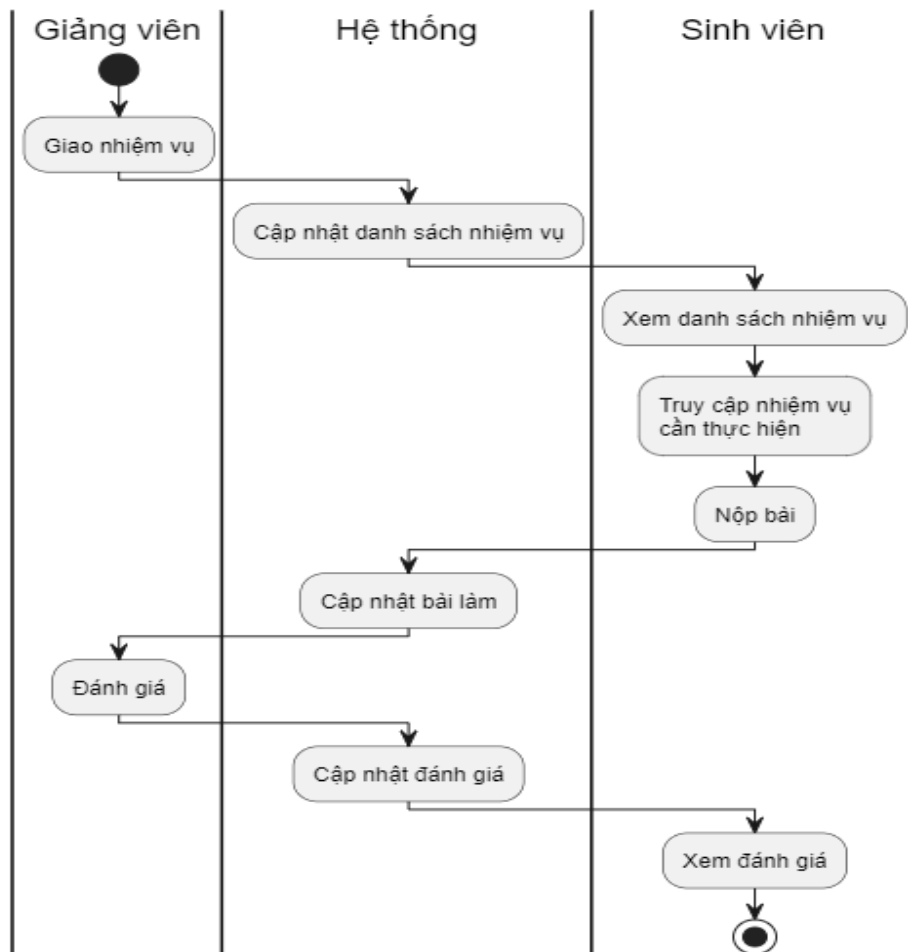 Giảng viên
Hệ thống
Sinh viên
Giao nhiệm vụ
Cập nhật danh sách nhiệm vụ
Xem danh sách nhiệm vụ
Truy cập nhiệm vụ
cần thực hiện
Nộp bài
Cập nhật bài làm
Đánh giá
Cập nhật đánh giá
Xem đánh giá